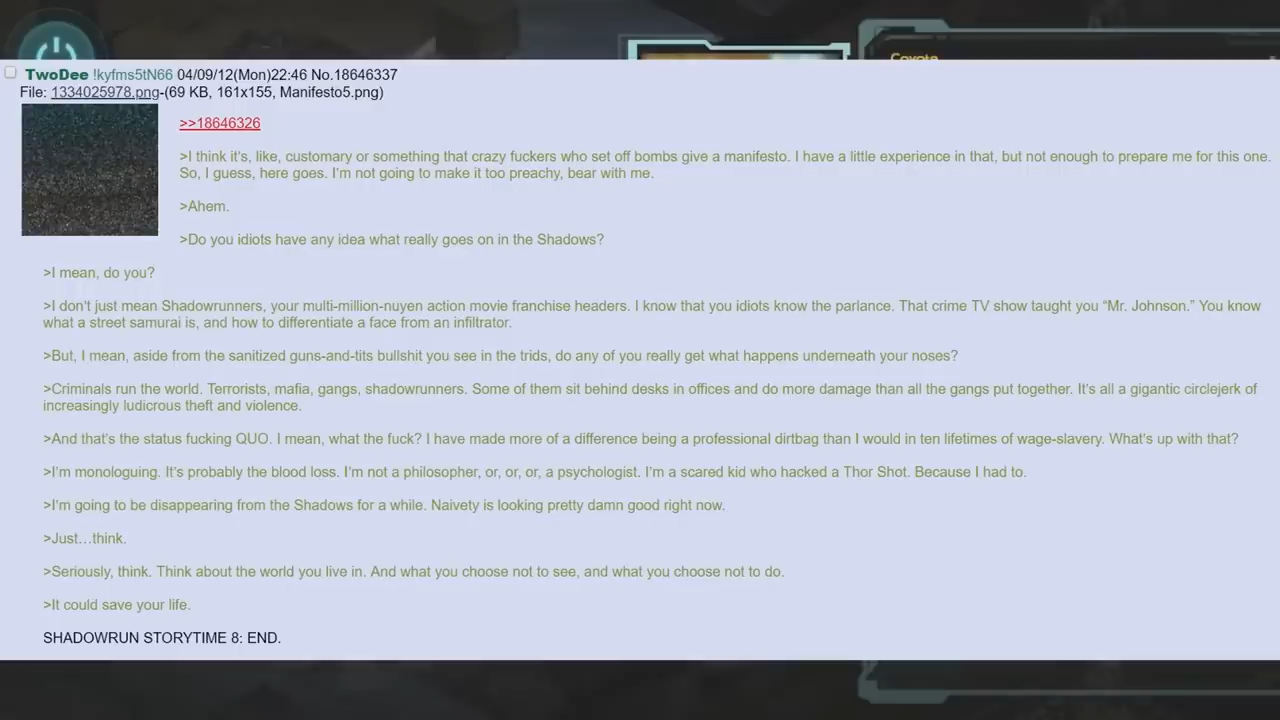 Coyote
TwoDee !kyfms5tN66 04/09/12(Mon)22:46 No.18646337
File: 1334025978.png-(69 KB, 161x155, Manifesto5.png)
>>18646326
>I think it's, like, customary or something that crazy fuckers who set off bombs give a manifesto. I have a little experience in that, but not enough to prepare me for this one.
So, I guess, here goes. I'm not going to make it too preachy, bear with me.
>Ahem.
>Do you idiots have any idea what really goes on in the Shadows?
>I mean, do you?
>I don't just mean Shadowrunners, your multi-million-nuyen action movie franchise headers. I know that you idiots know the parlance. That crime TV show taught you “Mr. Johnson.” You know
what a street samurai is, and how to differentiate a face from an infiltrator.
>But, I mean, aside from the sanitized guns-and-tits bullshit you see in the trids, do any of you really get what happens underneath your noses?
>Criminals run the world. Terrorists, mafia, gangs, shadowrunners. Some of them sit behind desks in offices and do more damage than all the gangs put together. It's all a gigantic circlejerk of
increasingly ludicrous theft and violence.
>And that's the status fucking QUO. I mean, what the fuck? I have made more of a difference being a professional dirtbag than I would in ten lifetimes of wage-slavery. What's up with that?
>I'm monologuing. It's probably the blood loss. I'm not a philosopher, or, or, or, a psychologist. I'm a scared kid who hacked a Thor Shot. Because I had to.
>I'm going to be disappearing from the Shadows for a while. Naivety is looking pretty damn good right now.
>Just…think.
>Seriously, think. Think about the world you live in. And what you choose not to see, and what you choose not to do.
>It could save your life.
SHADOWRUN STORYTIME 8: END.